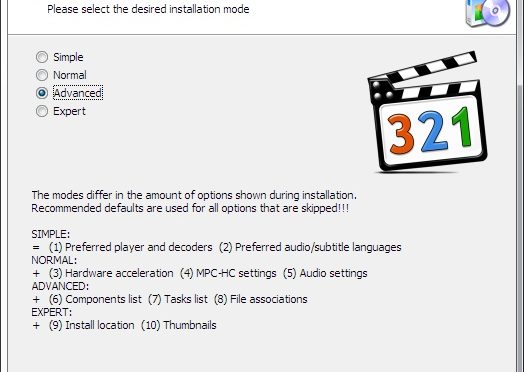 Please select the desired installation mode
Simple
Normal
Advanced
Expert
321
The modes differ in the amount of options shown during installation.
Recommended defaults are used for all options that are skipped!!!
SIMPLE:
= (1) Preferred player and decoders (2) Preferred audio/subtitle languages
NORMAL:
+ (3) Hardware acceleration (4) MPC-HC settings (5) Audio settings
ADVANCED:
+ (6) Components list (7) Tasks list (8) File associations
EXPERT:
+ (9) Install location (10) Thumbnails